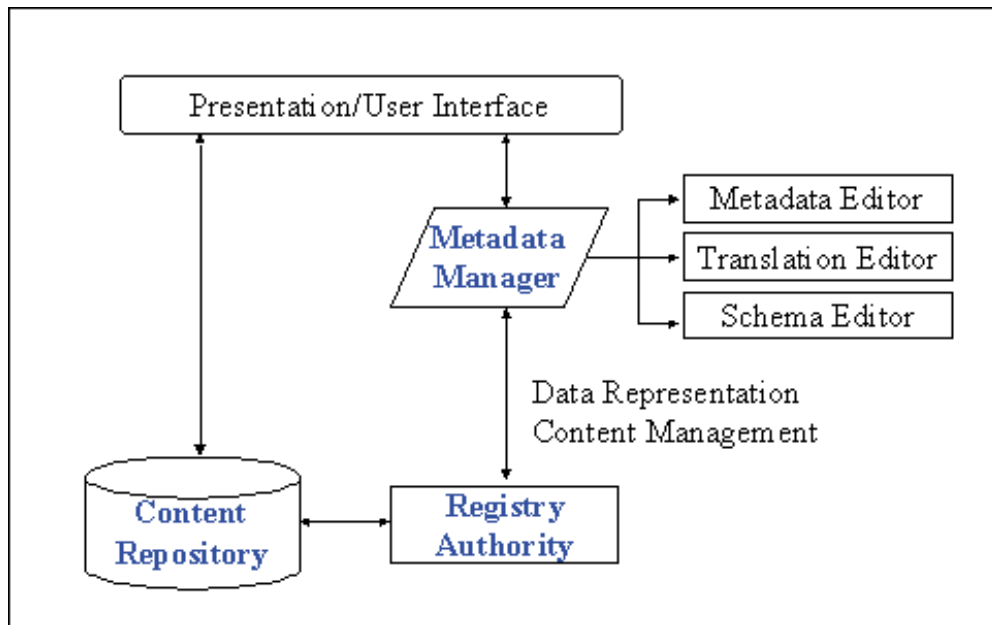 Presentation/User Interface
Metadata
Manager
Metadata Editor
Translation Editor
Schema Editor
Data Representation
Content Management
Content
Repository
Registry
Authority